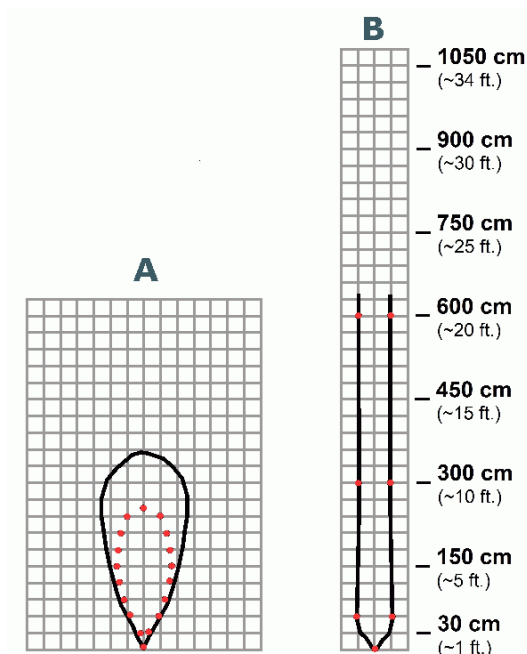 B
1050 cm
(~34 ft.)
900 cm
(~30 ft.)
750 cm
(~25 ft.)
A
600 cm
(~20 ft.)
450 cm
(~15 ft.)
300 cm
(~10 ft.)
150 cm
(~5 ft.)
30 cm
(~1 ft.)